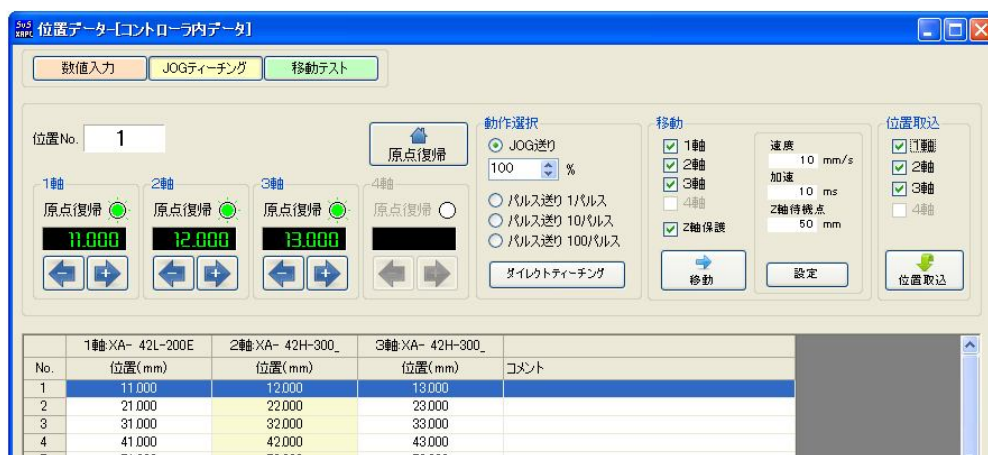 SUS XRPL 位置データ-[コントローラ内データ]
数値入力 JOGティーチング 移動テスト
位置No. 1
原点復帰
1軸 2軸 3軸 4軸
原点復帰 原点復帰 原点復帰 原点復帰
11.000 12.000 13.000
動作選択
JOG送り
100 %
パルス送り 1パルス
パルス送り 10パルス
パルス送り 100パルス
ダイレクトティーチング
移動
1軸
2軸
3軸
4軸
Z軸保護
移動
速度
10 mm/s
加速
10 ms
Z軸待機点
50 mm
設定
位置取込
1軸
2軸
3軸
4軸
位置取込
1軸:XA- 42L-200E 2軸:XA- 42H-300_ 3軸:XA- 42H-300_
No. 位置(mm) 位置(mm) 位置(mm) コメント
1 11.000 12.000 13.000
2 21.000 22.000 23.000
3 31.000 32.000 33.000
4 41.000 42.000 43.000